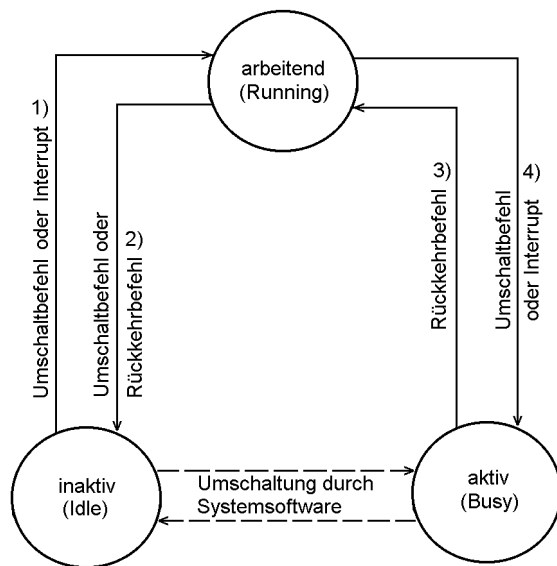 arbeitend
(Running)
1)
Umschaltbefehl oder Interrupt
2)
Umschaltbefehl oder
Rückkehrbefehl
3)
Rückkehrbefehl
4)
Umschaltbefehl
oder Interrupt
inaktiv
(Idle)
Umschaltung durch
Systemsoftware
aktiv
(Busy)